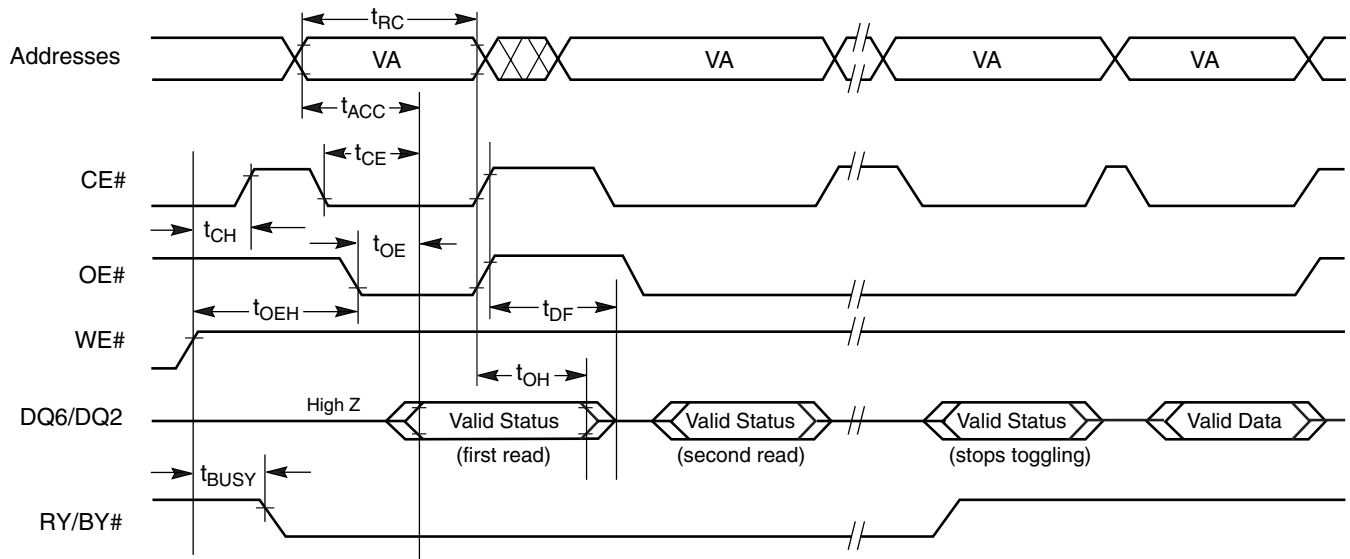 Addresses
tRC
VA
VA
VA
VA
tACC
tCE
CE#
tCH
tOE
OE#
tOEH
tDF
WE#
tOH
High Z
DQ6/DQ2
Valid Status
Valid Status
Valid Status
Valid Data
(first read)
(second read)
(stops toggling)
tBUSY
RY/BY#